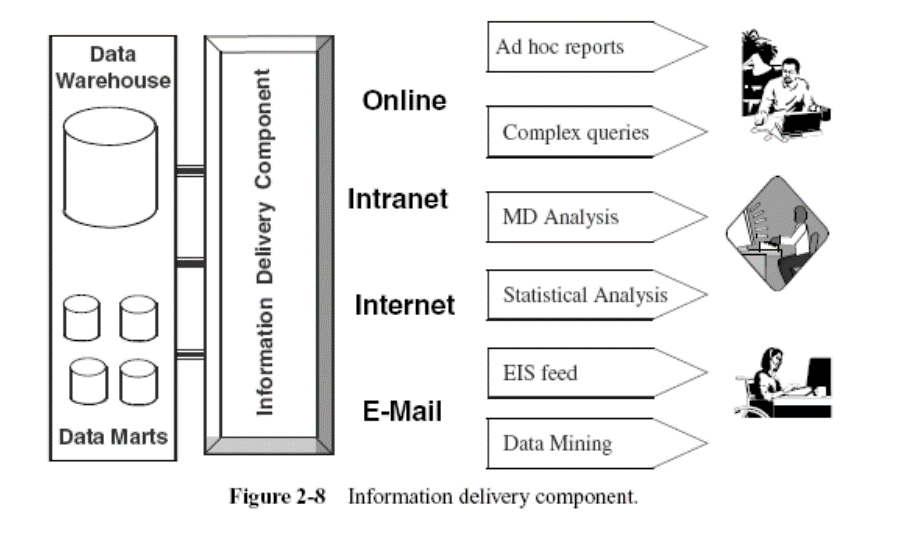 Data
Warehouse
Data Marts
Information Delivery Component
Online
Intranet
Internet
E-Mail
Ad hoc reports
Complex queries
MD Analysis
Statistical Analysis
EIS feed
Data Mining
Figure 2-8 Information delivery component.